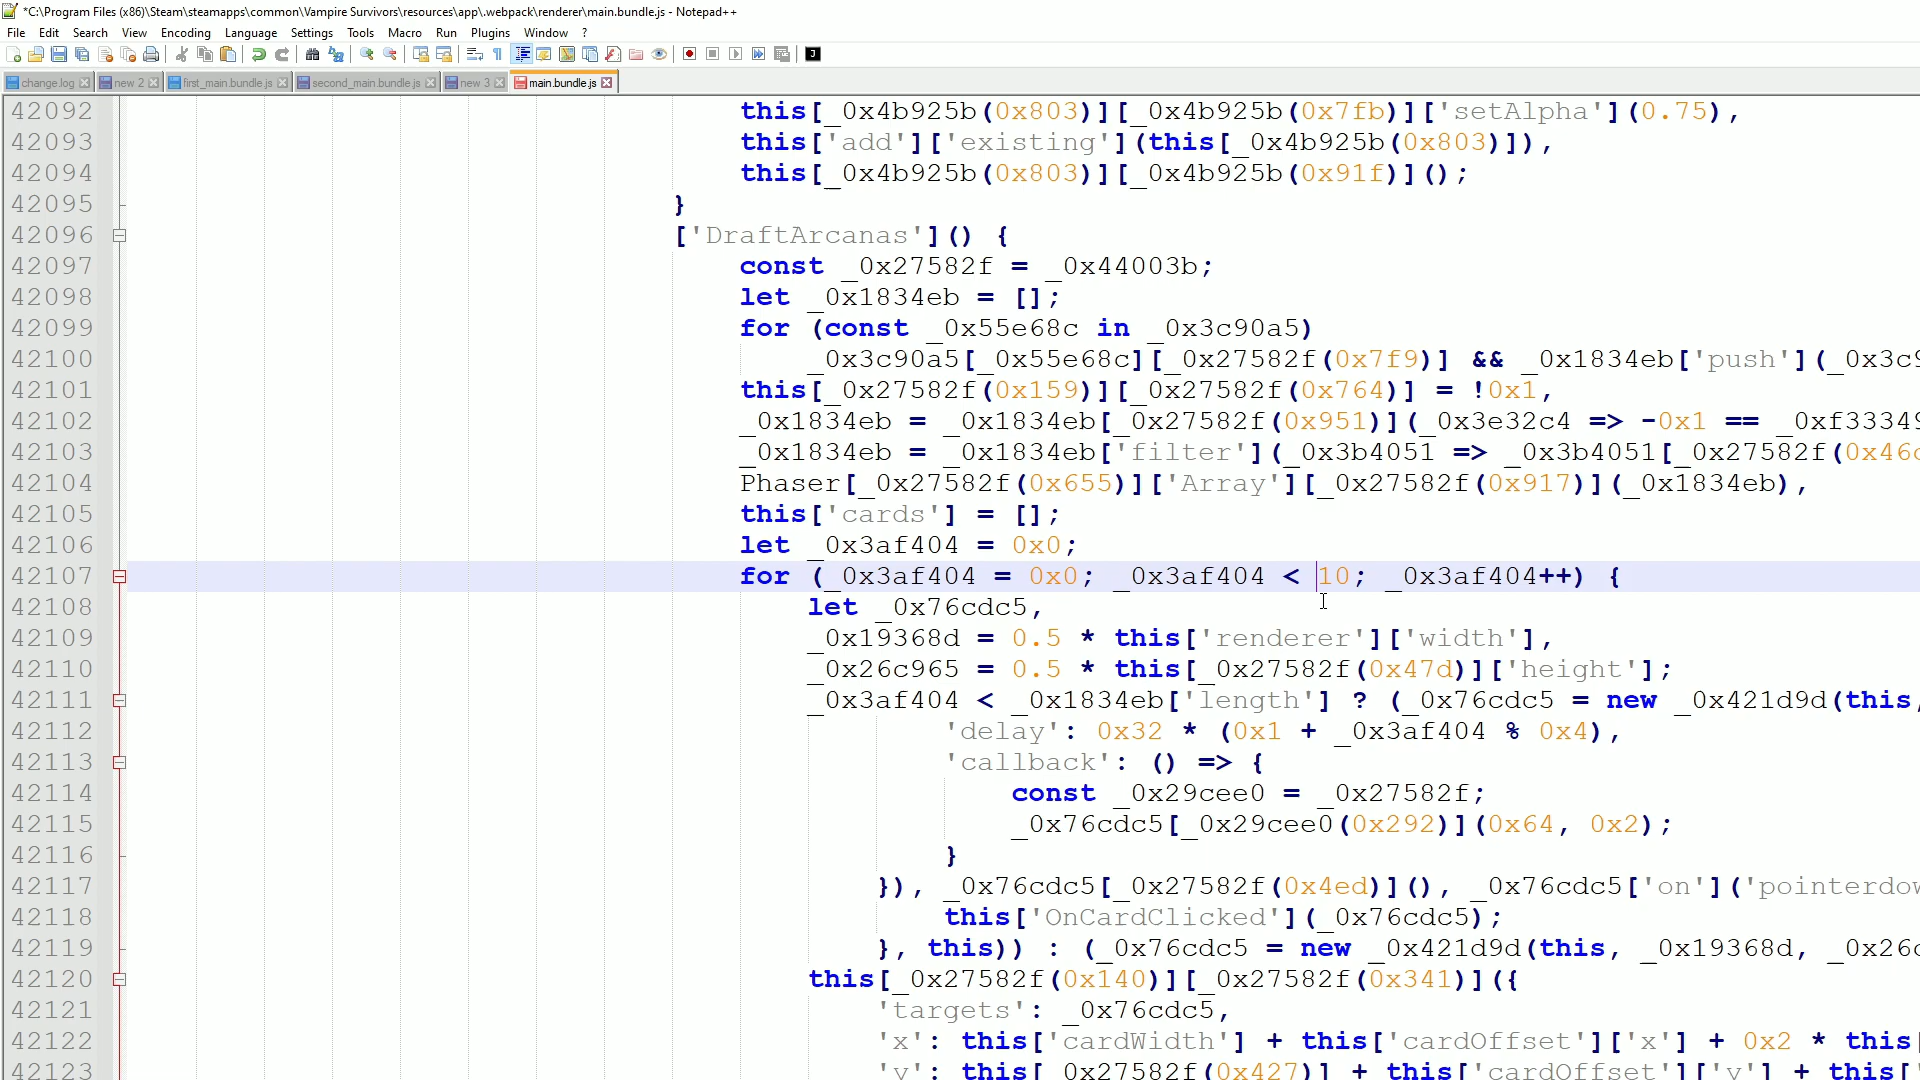 *C:\Program Files (x86)\Steam\steamapps\common\Vampire Survivors\resources\app\.webpack\renderer\main.bundle.js - Notepad++
File Edit Search View Encoding Language Settings Tools Macro Run Plugins Window ?
change.log new 2 first_main.bundle.js second_main.bundle.js new 3 main.bundle.js
42092 this[_0x4b925b(0x803)][_0x4b925b(0x7fb)]['setAlpha'](0.75),
42093 this['add']['existing'](this[_0x4b925b(0x803)]),
42094 this[_0x4b925b(0x803)][_0x4b925b(0x91f)]();
42095 }
42096 ['DraftArcanas']() {
42097 const _0x27582f = _0x44003b;
42098 let _0x1834eb = [];
42099 for (const _0x55e68c in _0x3c90a5)
42100 _0x3c90a5[_0x55e68c][_0x27582f(0x7f9)] && _0x1834eb['push'](_0x3c9
42101 this[_0x27582f(0x159)][_0x27582f(0x764)] = !0x1,
42102 _0x1834eb = _0x1834eb[_0x27582f(0x951)](_0x3e32c4 => -0x1 == _0xf33349
42103 _0x1834eb = _0x1834eb['filter'](_0x3b4051 => _0x3b4051[_0x27582f(0x46c
42104 Phaser[_0x27582f(0x655)]['Array'][_0x27582f(0x917)](_0x1834eb),
42105 this['cards'] = [];
42106 let _0x3af404 = 0x0;
42107 for (_0x3af404 = 0x0; _0x3af404 < 10; _0x3af404++) {
42108 let _0x76cdc5,
42109 _0x19368d = 0.5 * this['renderer']['width'],
42110 _0x26c965 = 0.5 * this[_0x27582f(0x47d)]['height'];
42111 _0x3af404 < _0x1834eb['length'] ? (_0x76cdc5 = new _0x421d9d(this,
42112 'delay': 0x32 * (0x1 + _0x3af404 % 0x4),
42113 'callback': () => {
42114 const _0x29cee0 = _0x27582f;
42115 _0x76cdc5[_0x29cee0(0x292)](0x64, 0x2);
42116 }
42117 }), _0x76cdc5[_0x27582f(0x4ed)](), _0x76cdc5['on']('pointerdow
42118 this['OnCardClicked'](_0x76cdc5);
42119 }, this)) : (_0x76cdc5 = new _0x421d9d(this, _0x19368d, _0x26c
42120 this[_0x27582f(0x140)][_0x27582f(0x341)]({
42121 'targets': _0x76cdc5,
42122 'x': this['cardWidth'] + this['cardOffset']['x'] + 0x2 * this[
42123 'y': this[_0x27582f(0x427)] + this['cardOffset']['y'] + this['